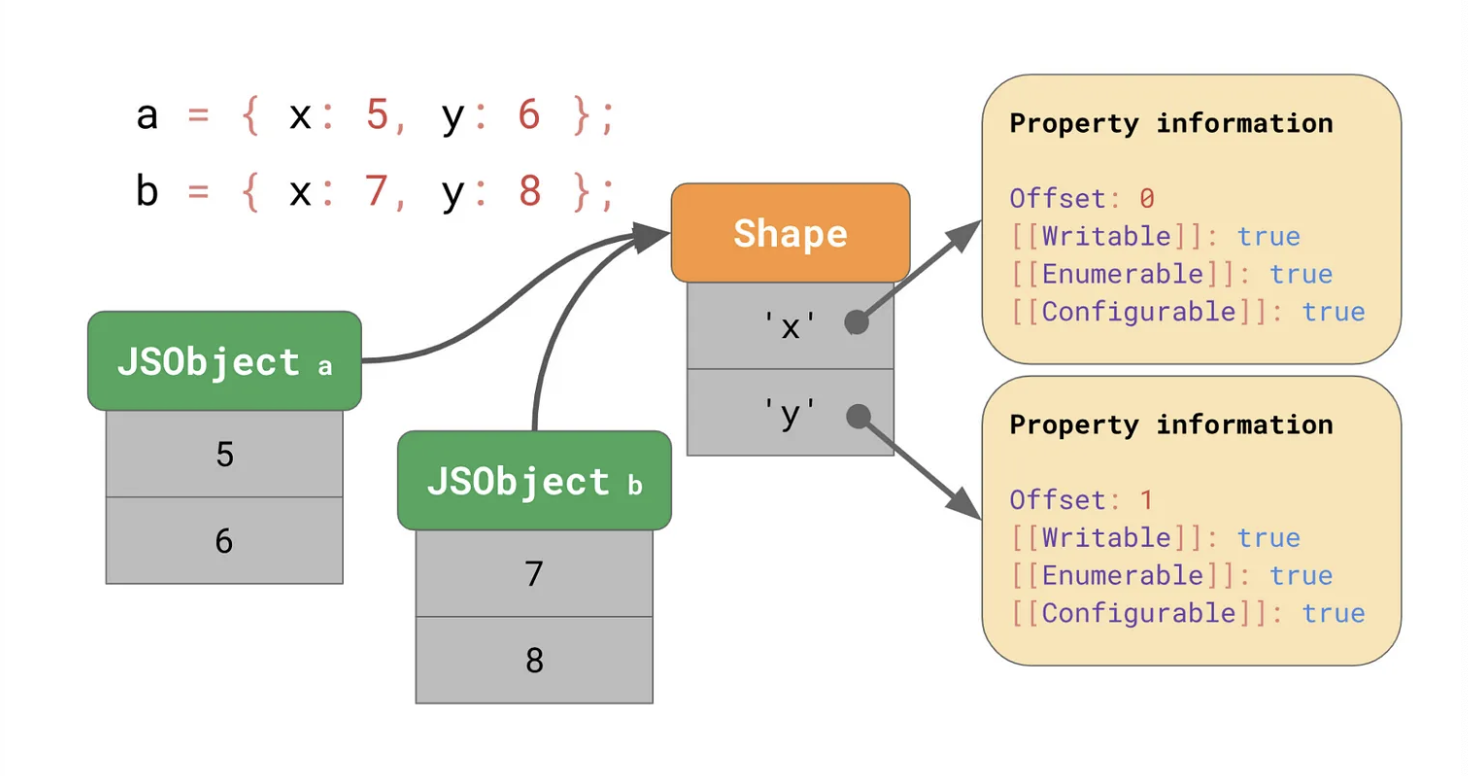 a = { x: 5, y: 6 };
b = { x: 7, y: 8 };
JSObject a
5
6
JSObject b
7
8
Shape
'x'
'y'
Property information
Offset: 0
[[Writable]]: true
[[Enumerable]]: true
[[Configurable]]: true
Property information
Offset: 1
[[Writable]]: true
[[Enumerable]]: true
[[Configurable]]: true